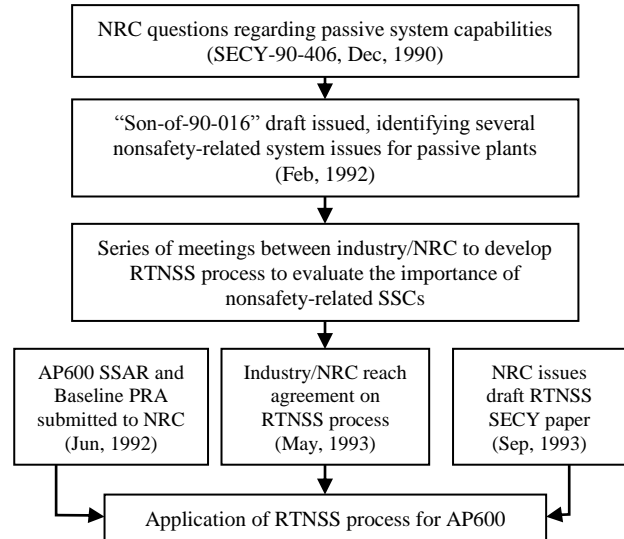 NRC questions regarding passive system capabilities
(SECY-90-406, Dec, 1990)
“Son-of-90-016” draft issued, identifying several
nonsafety-related system issues for passive plants
(Feb, 1992)
Series of meetings between industry/NRC to develop
RTNSS process to evaluate the importance of
nonsafety-related SSCs
AP600 SSAR and
Baseline PRA
submitted to NRC
(Jun, 1992)
Industry/NRC reach
agreement on
RTNSS process
(May, 1993)
NRC issues
draft RTNSS
SECY paper
(Sep, 1993)
Application of RTNSS process for AP600